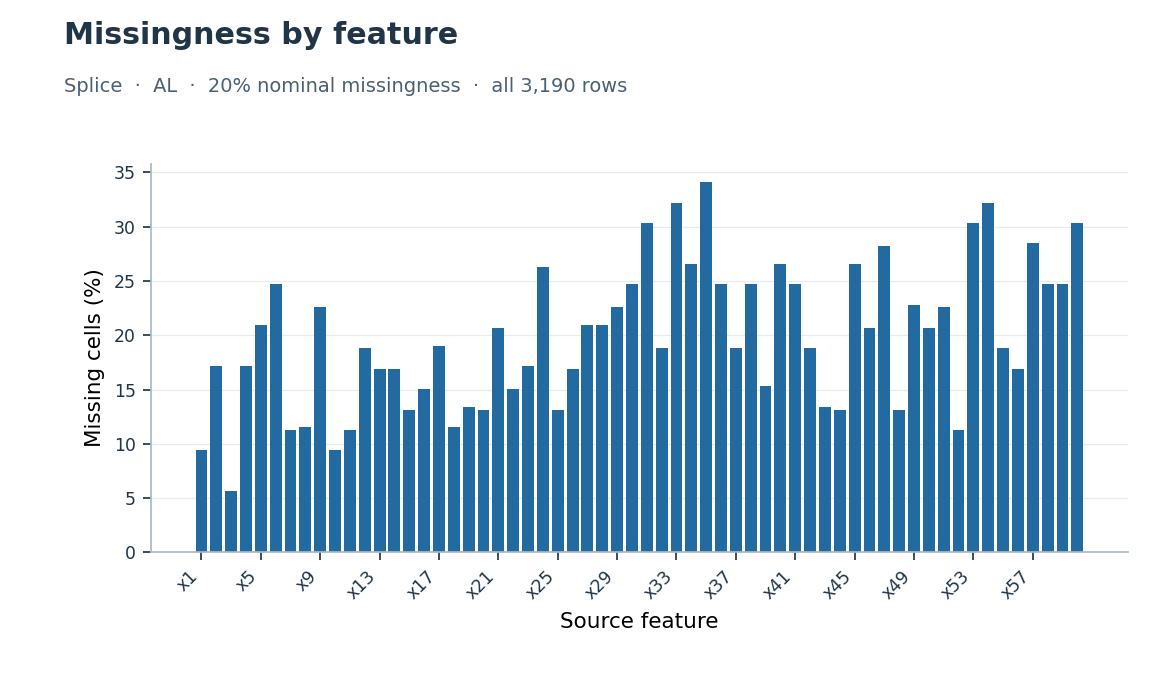 Missingness by feature
Splice · AL · 20% nominal missingness · all 3,190 rows
35
30
25
20
15
10
5
0
Missing cells (%)
x1 x5 x9 x13 x17 x21 x25 x29 x33 x37 x41 x45 x49 x53 x57
Source feature